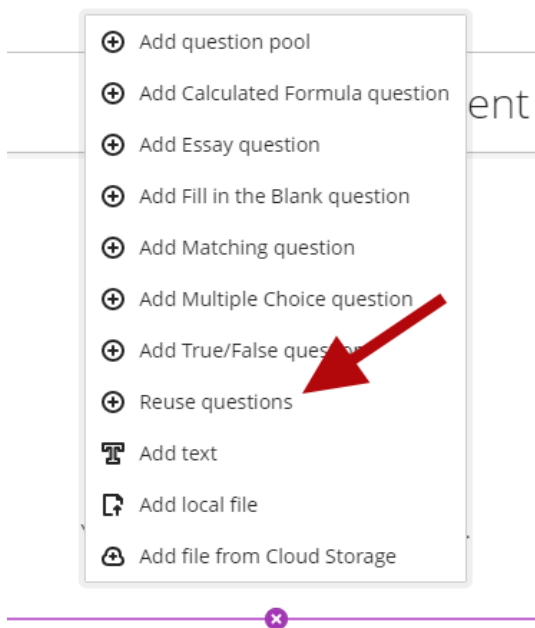 Add question pool
Add Calculated Formula question
ent
Add Essay question
Add Fill in the Blank question
Add Matching question
Add Multiple Choice question
Add True/False question
Reuse questions
Add text
Add local file
Add file from Cloud Storage